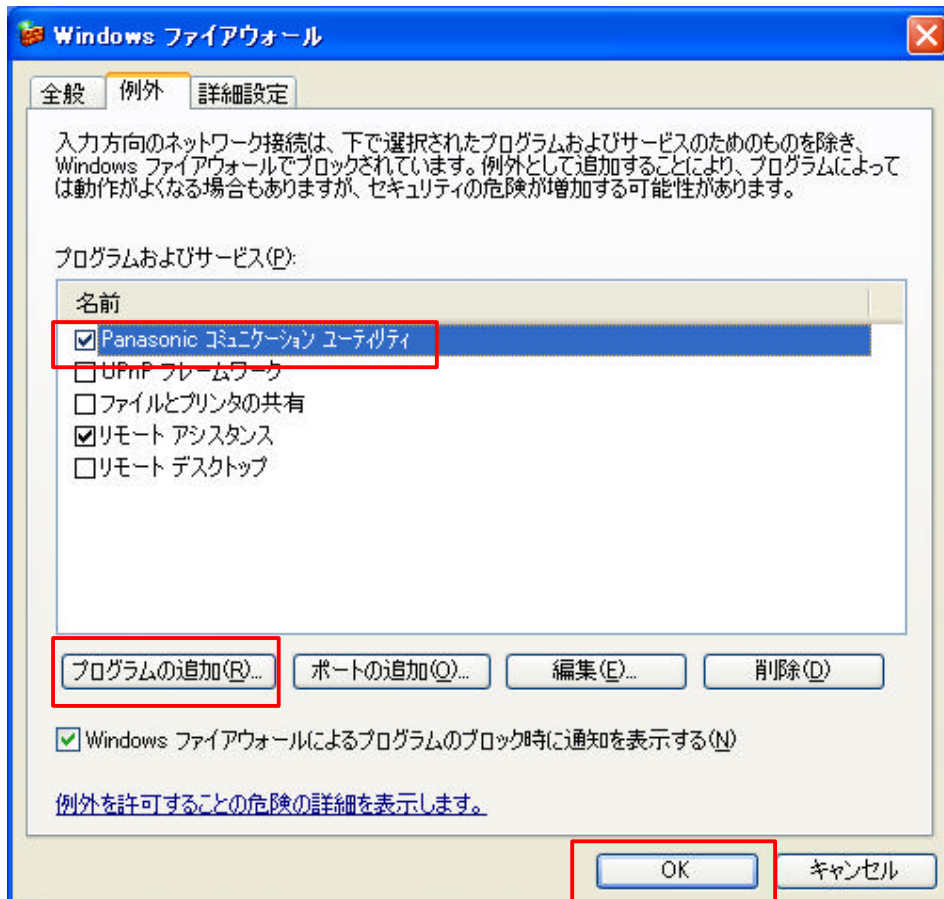 Windows ファイアウォール
全般 例外 詳細設定
入力方向のネットワーク接続は、下で選択されたプログラムおよびサービスのためのものを除き、
Windows ファイアウォールでブロックされています。例外として追加することにより、プログラムによって
は動作がよくなる場合もありますが、セキュリティの危険が増加する可能性があります。
プログラムおよびサービス(P):
名前
Panasonic コミュニケーション ユーティリティ
UPnP フレームワーク
ファイルとプリンタの共有
リモート アシスタンス
リモート デスクトップ
プログラムの追加(R)... ポートの追加(O)... 編集(E)... 削除(D)
Windows ファイアウォールによるプログラムのブロック時に通知を表示する(N)
例外を許可することの危険の詳細を表示します。
OK キャンセル